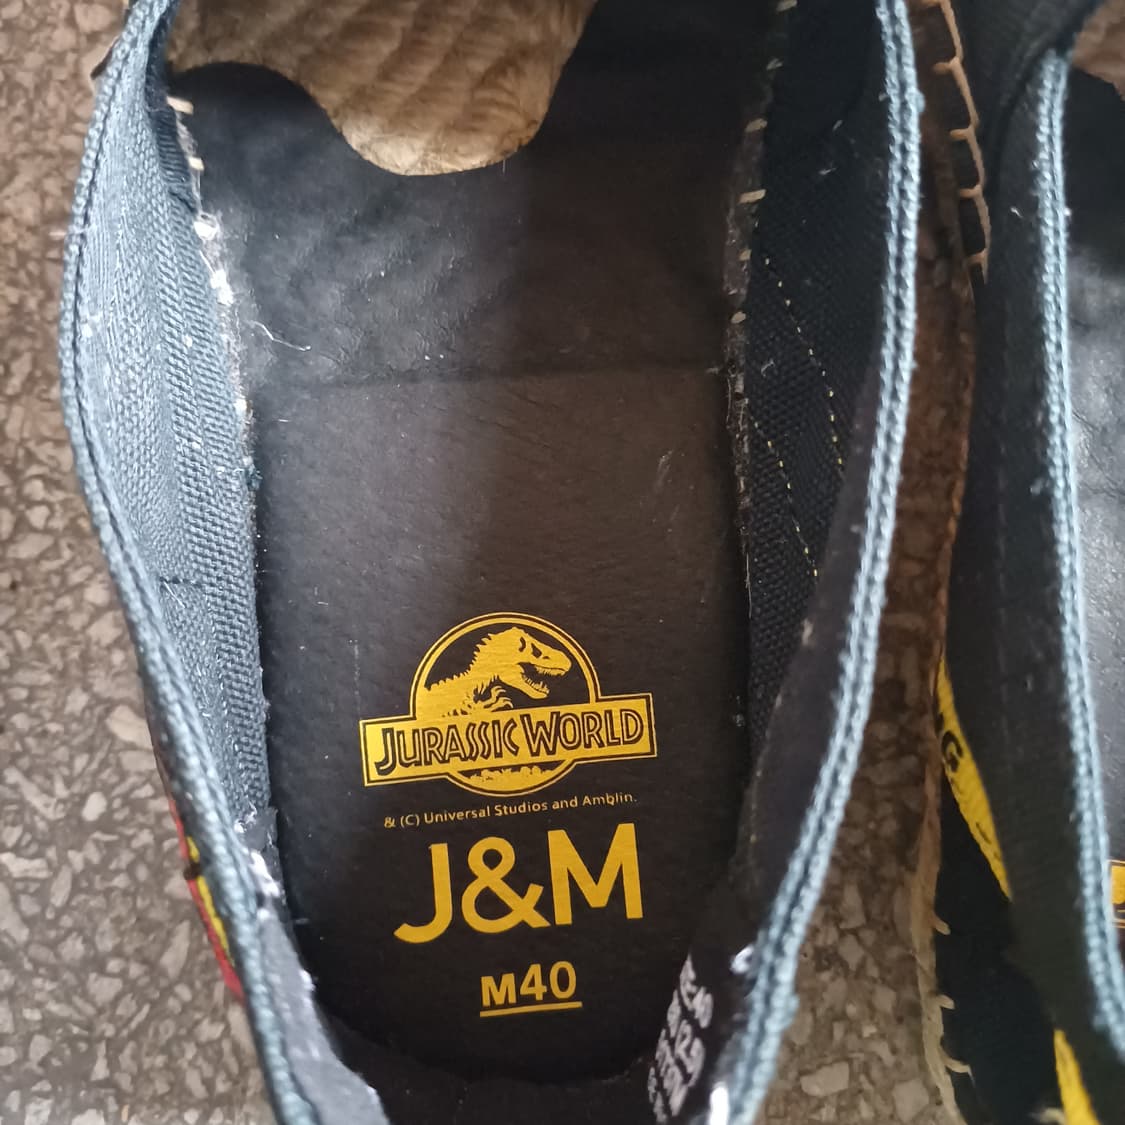 JURASSIC WORLD
& (C) Universal Studios and Amblin.
J&M
M40
G